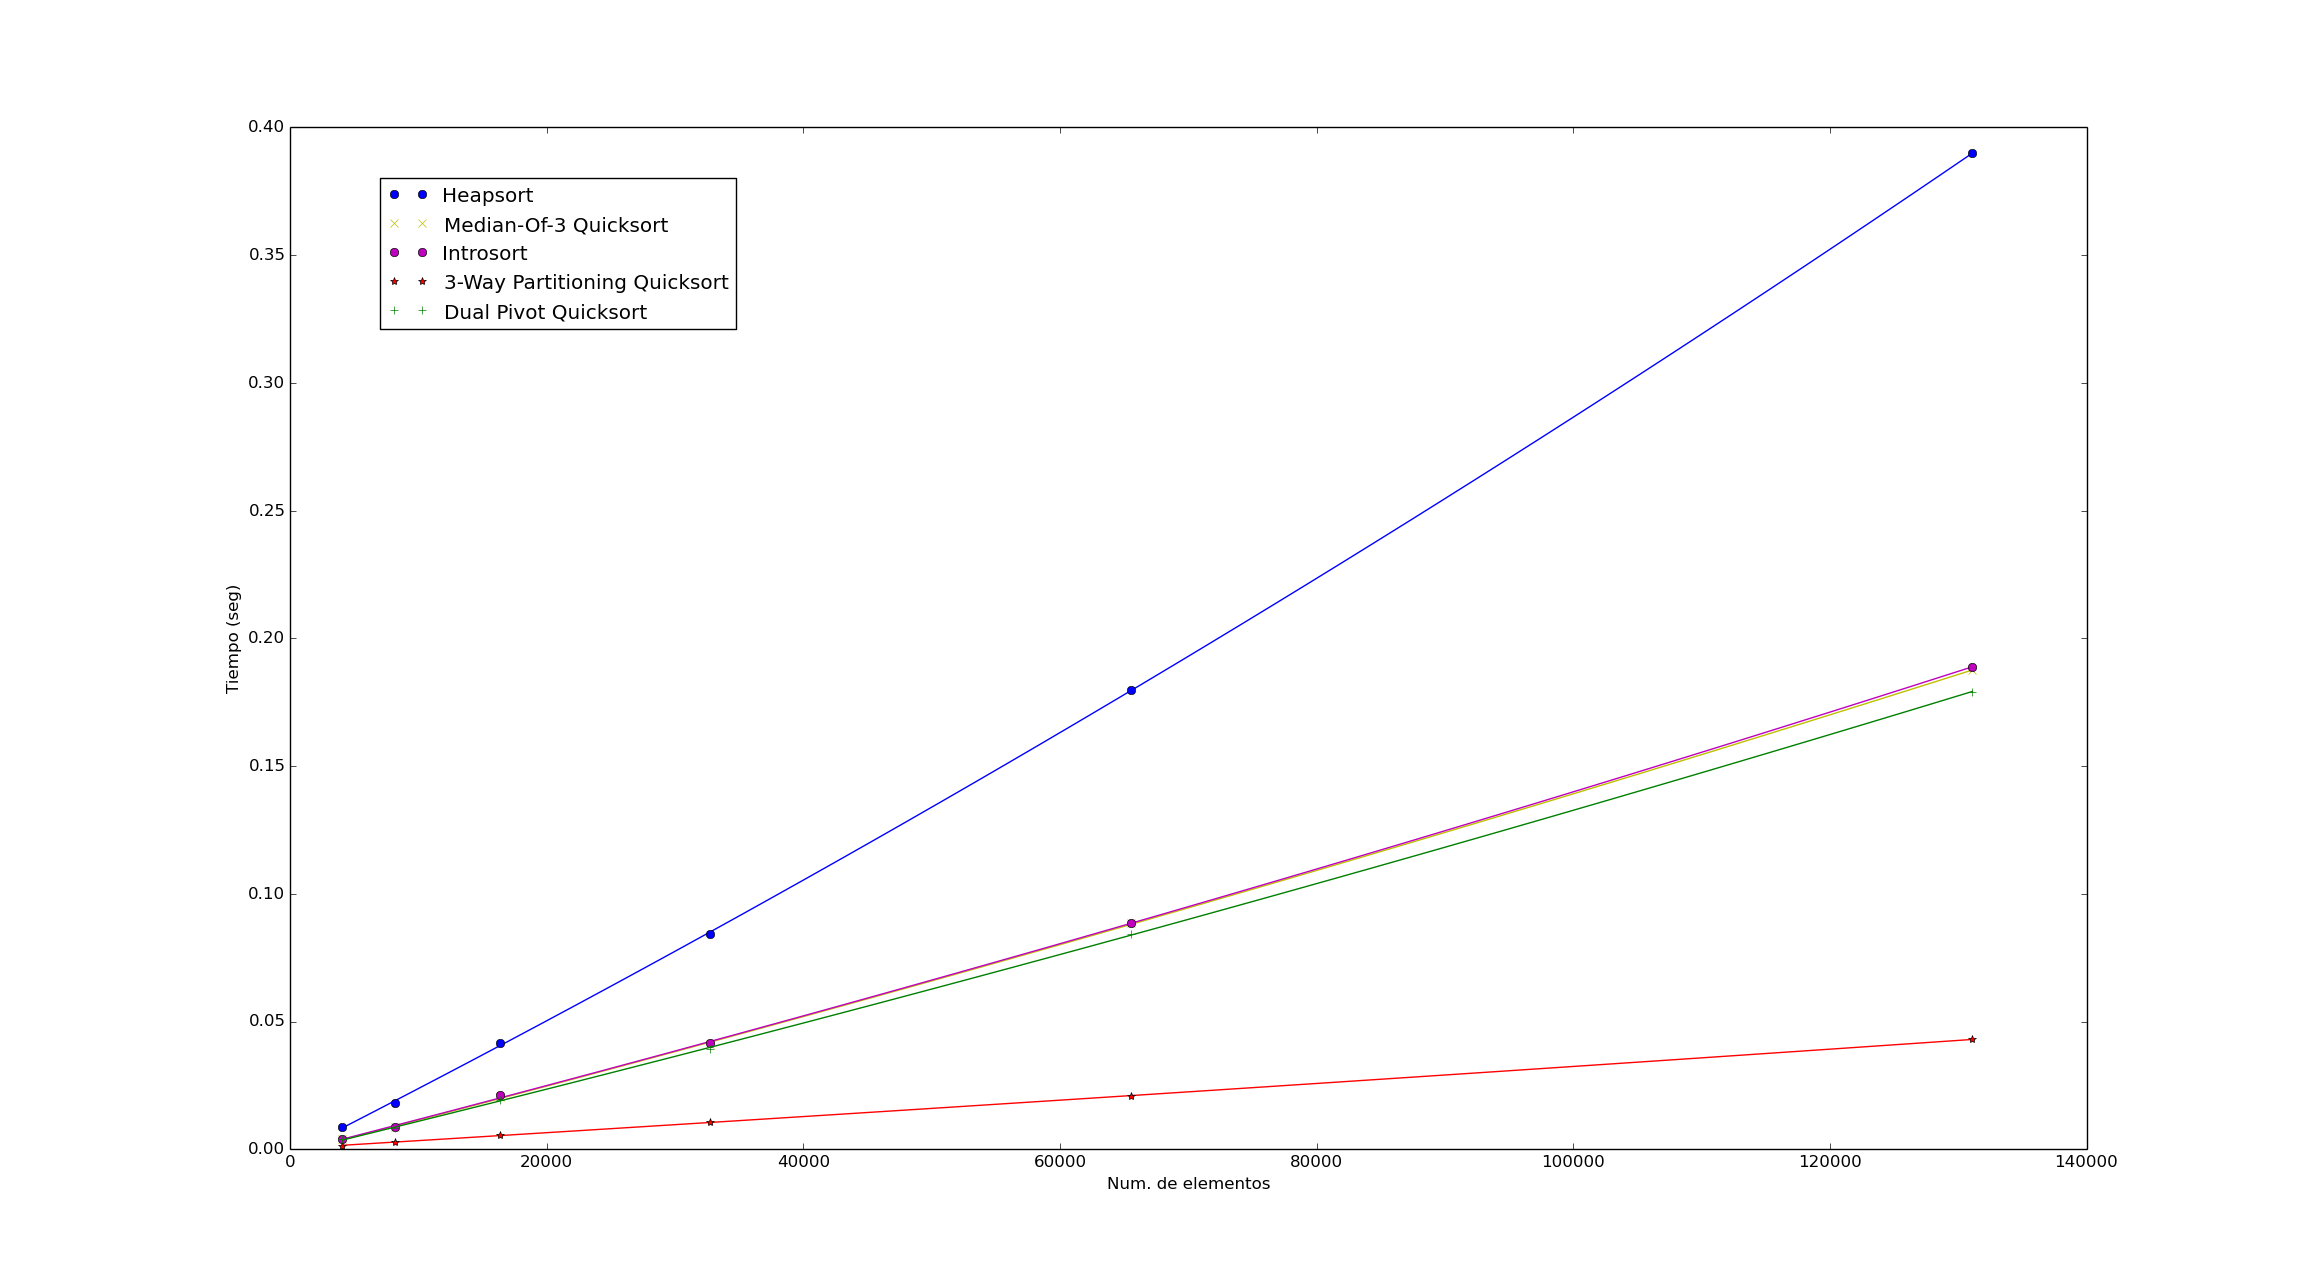 0.40
0.35
0.30
0.25
0.20
0.15
0.10
0.05
0.00
Tiempo (seg)
Heapsort
Median-Of-3 Quicksort
Introsort
3-Way Partitioning Quicksort
Dual Pivot Quicksort
0 20000 40000 60000 80000 100000 120000 140000
Num. de elementos